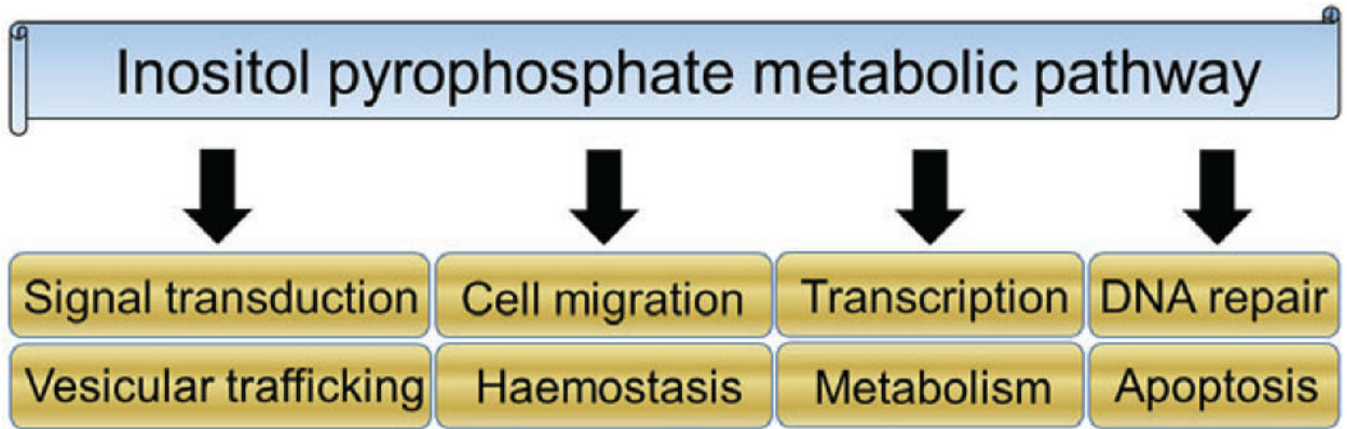 Inositol pyrophosphate metabolic pathway
Signal transduction
Cell migration
Transcription
DNA repair
Vesicular trafficking
Haemostasis
Metabolism
Apoptosis